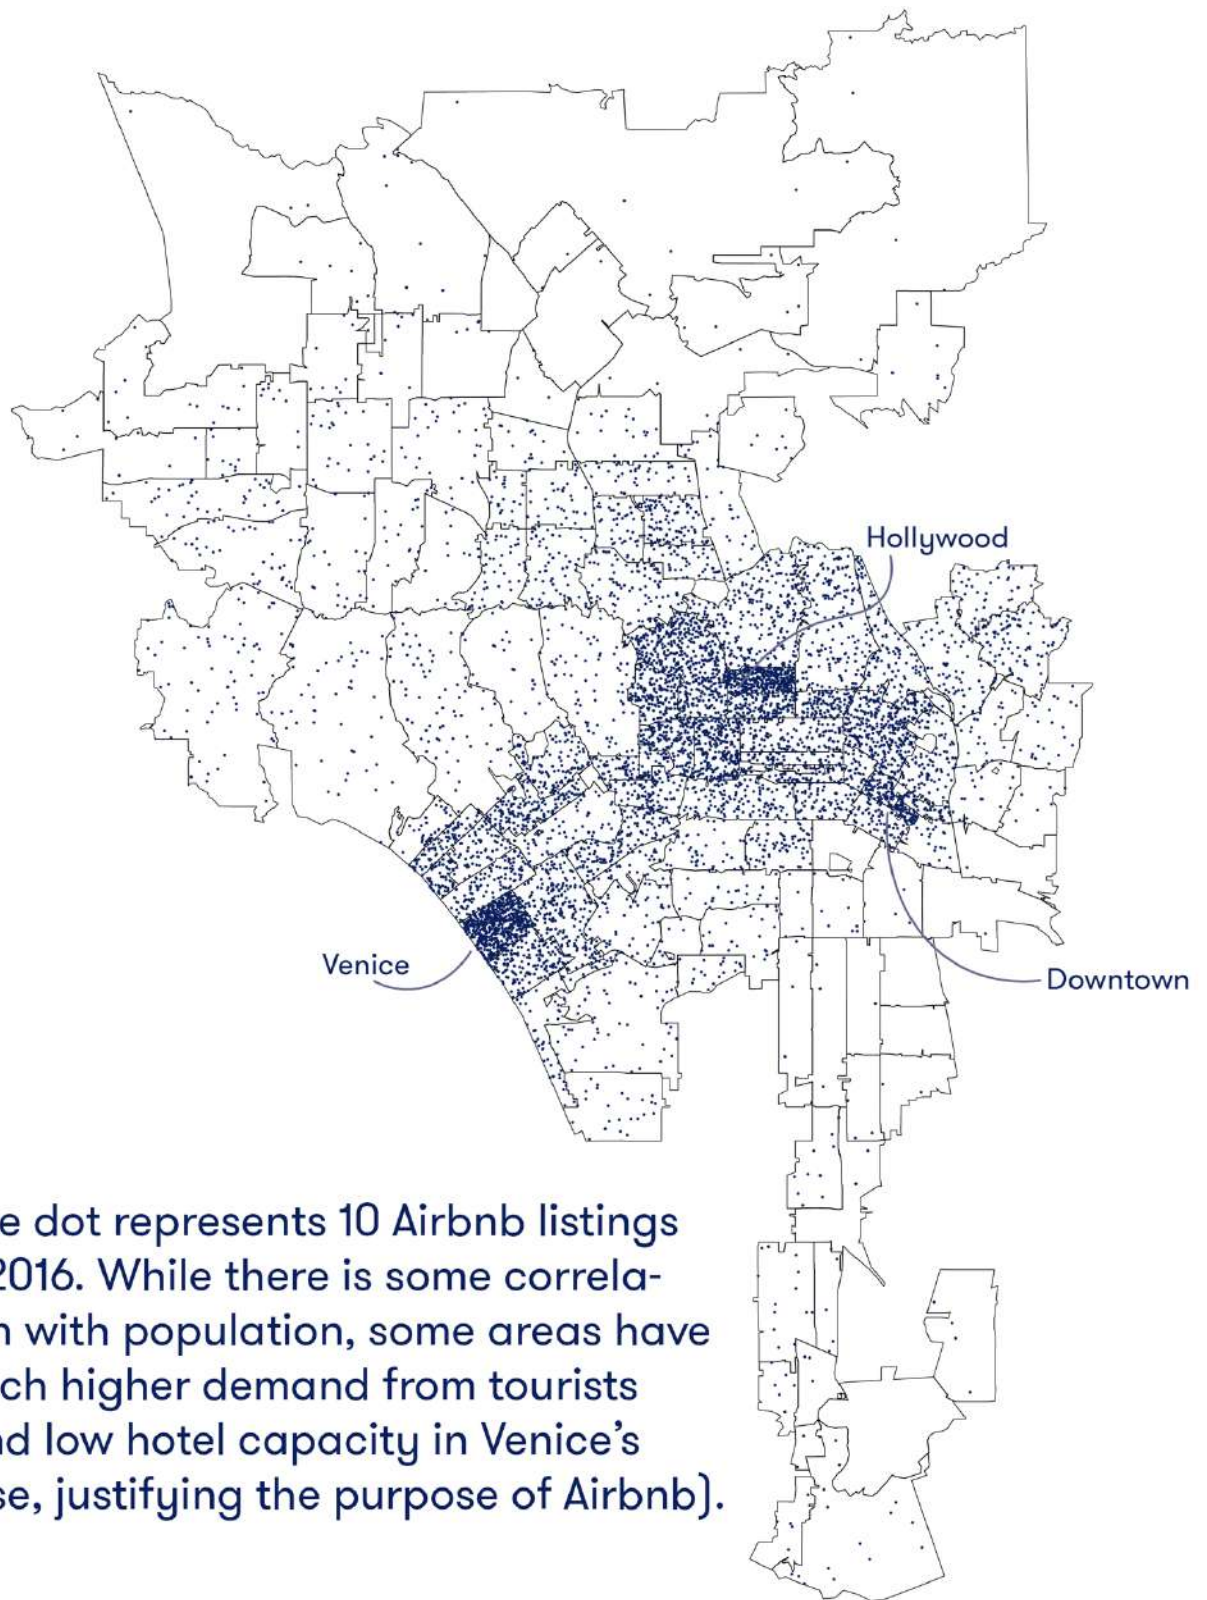 Hollywood
Venice
Downtown
e dot represents 10 Airbnb listings
2016. While there is some correla-
with population, some areas have
ch higher demand from tourists
d low hotel capacity in Venice's
se, justifying the purpose of Airbnb).